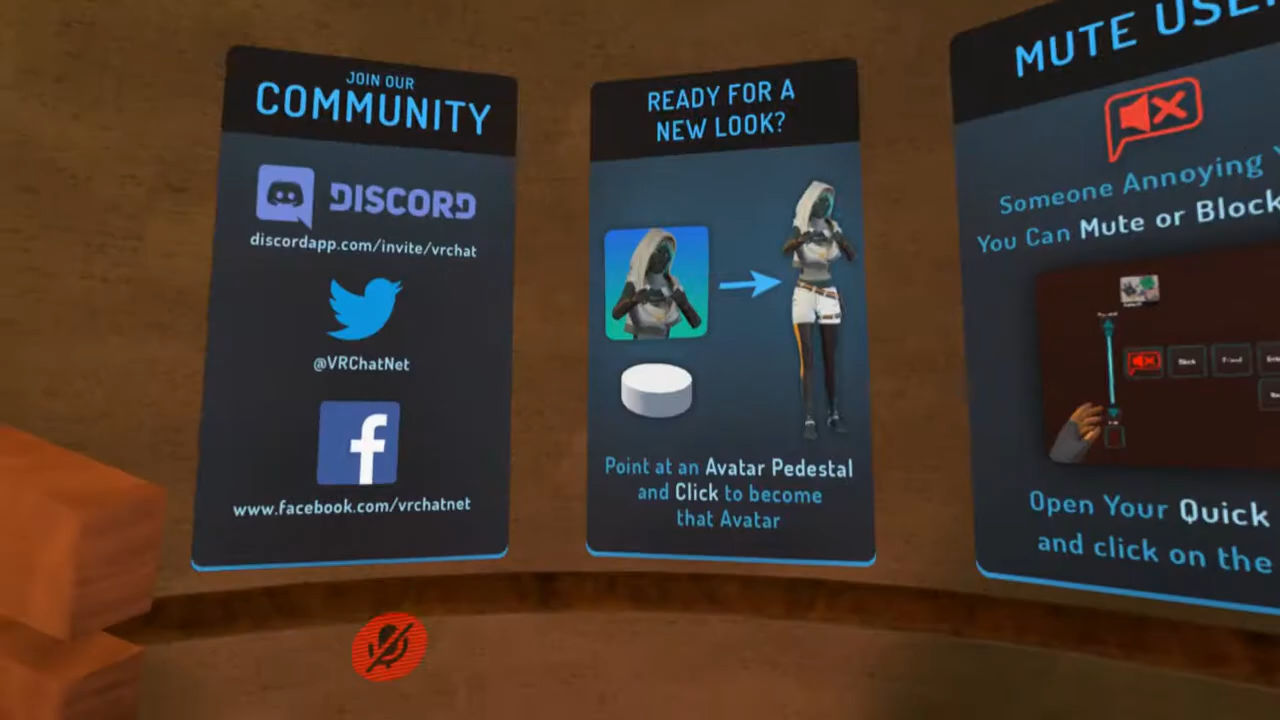 JOIN OUR
COMMUNITY
DISCORD
discordapp.com/invite/vrchat
@VRChatNet
www.facebook.com/vrchatnet
READY FOR A
NEW LOOK?
Point at an Avatar Pedestal
and Click to become
that Avatar
MUTE
Someone Annoying
You Can Mute or Block
Block
Friend
Open Your Quick
and click on the